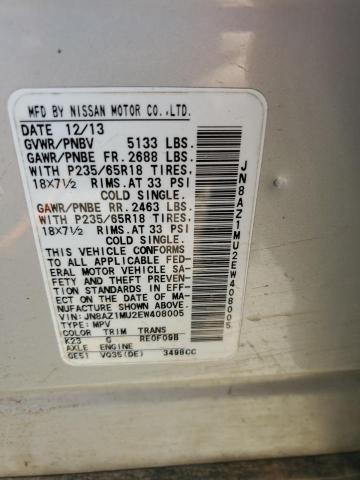 MFD BY NISSAN MOTOR CO.,LTD.
DATE 12/13
GVWR/PNBV 5133 LBS.
GAWR/PNBE FR. 2688 LBS.
WITH P235/65R18 TIRES,
18X7½ RIMS.AT 33 PSI
COLD SINGLE.
GAWR/PNBE RR. 2463 LBS.
WITH P235/65R18 TIRES,
18X7½ RIMS.AT 33 PSI
COLD SINGLE.
THIS VEHICLE CONFORMS
TO ALL APPLICABLE FED-
ERAL MOTOR VEHICLE SA-
FETY AND THEFT PREVENT-
ION STANDARDS IN EFF-
ECT ON THE DATE OF MA-
NUFACTURE SHOWN ABOVE.
VIN:JN8AZ1MU2EW408005
TYPE:MPV
COLOR TRIM TRANS
K23 G RE0F09B
AXLE ENGINE
GE51 VQ35(DE) 3498CC
JN8AZ1MU2EW408005